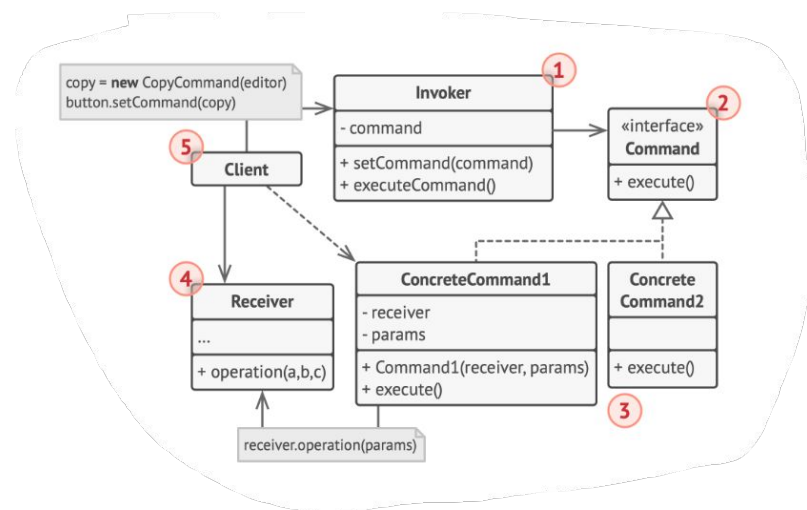 copy = new CopyCommand(editor)
button.setCommand(copy)
1
Invoker
- command
+ setCommand(command)
+ executeCommand()
2
«interface»
Command
+ execute()
5
Client
4
Receiver
...
+ operation(a,b,c)
ConcreteCommand1
- receiver
- params
+ Command1(receiver, params)
+ execute()
Concrete
Command2
+ execute()
3
receiver.operation(params)